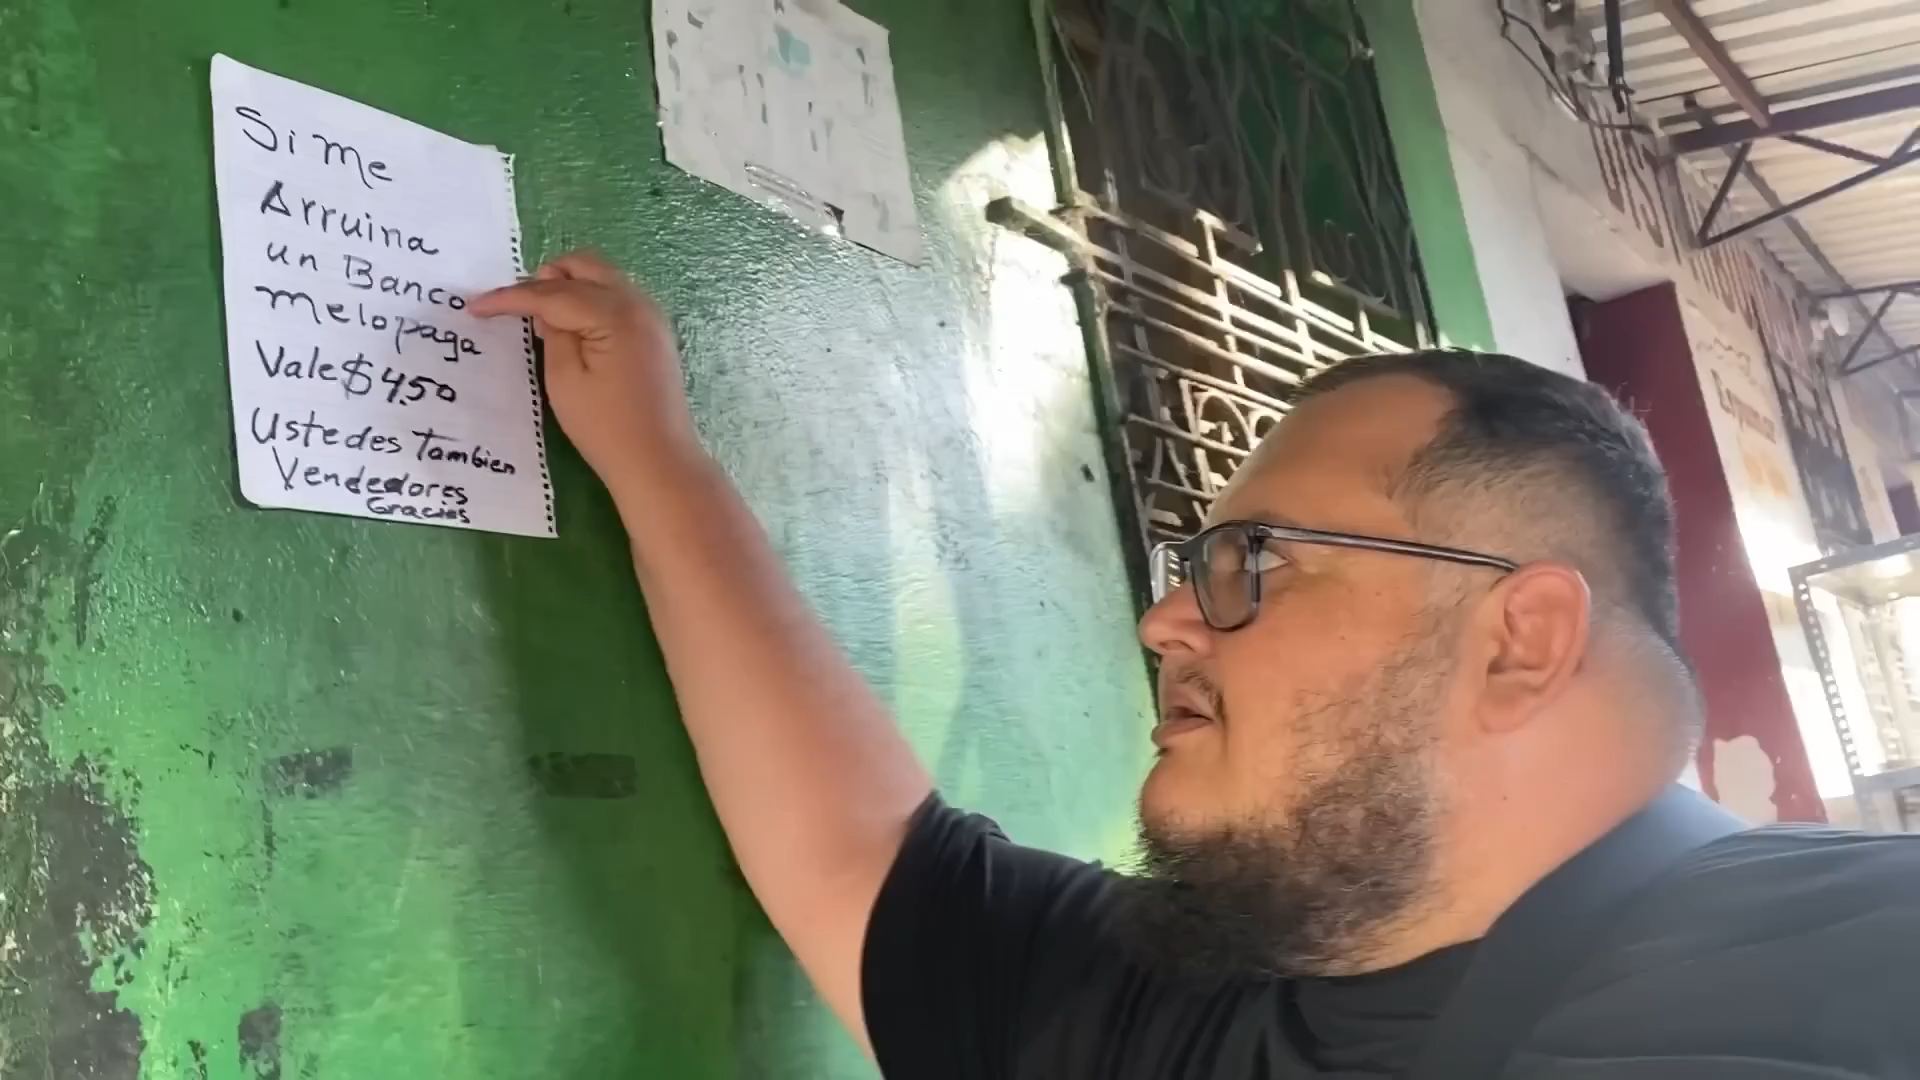 Si me
Arruina
un Banco
melopaga
Vale $4.50
Ustedes Tambien
Vendedores
Gracias